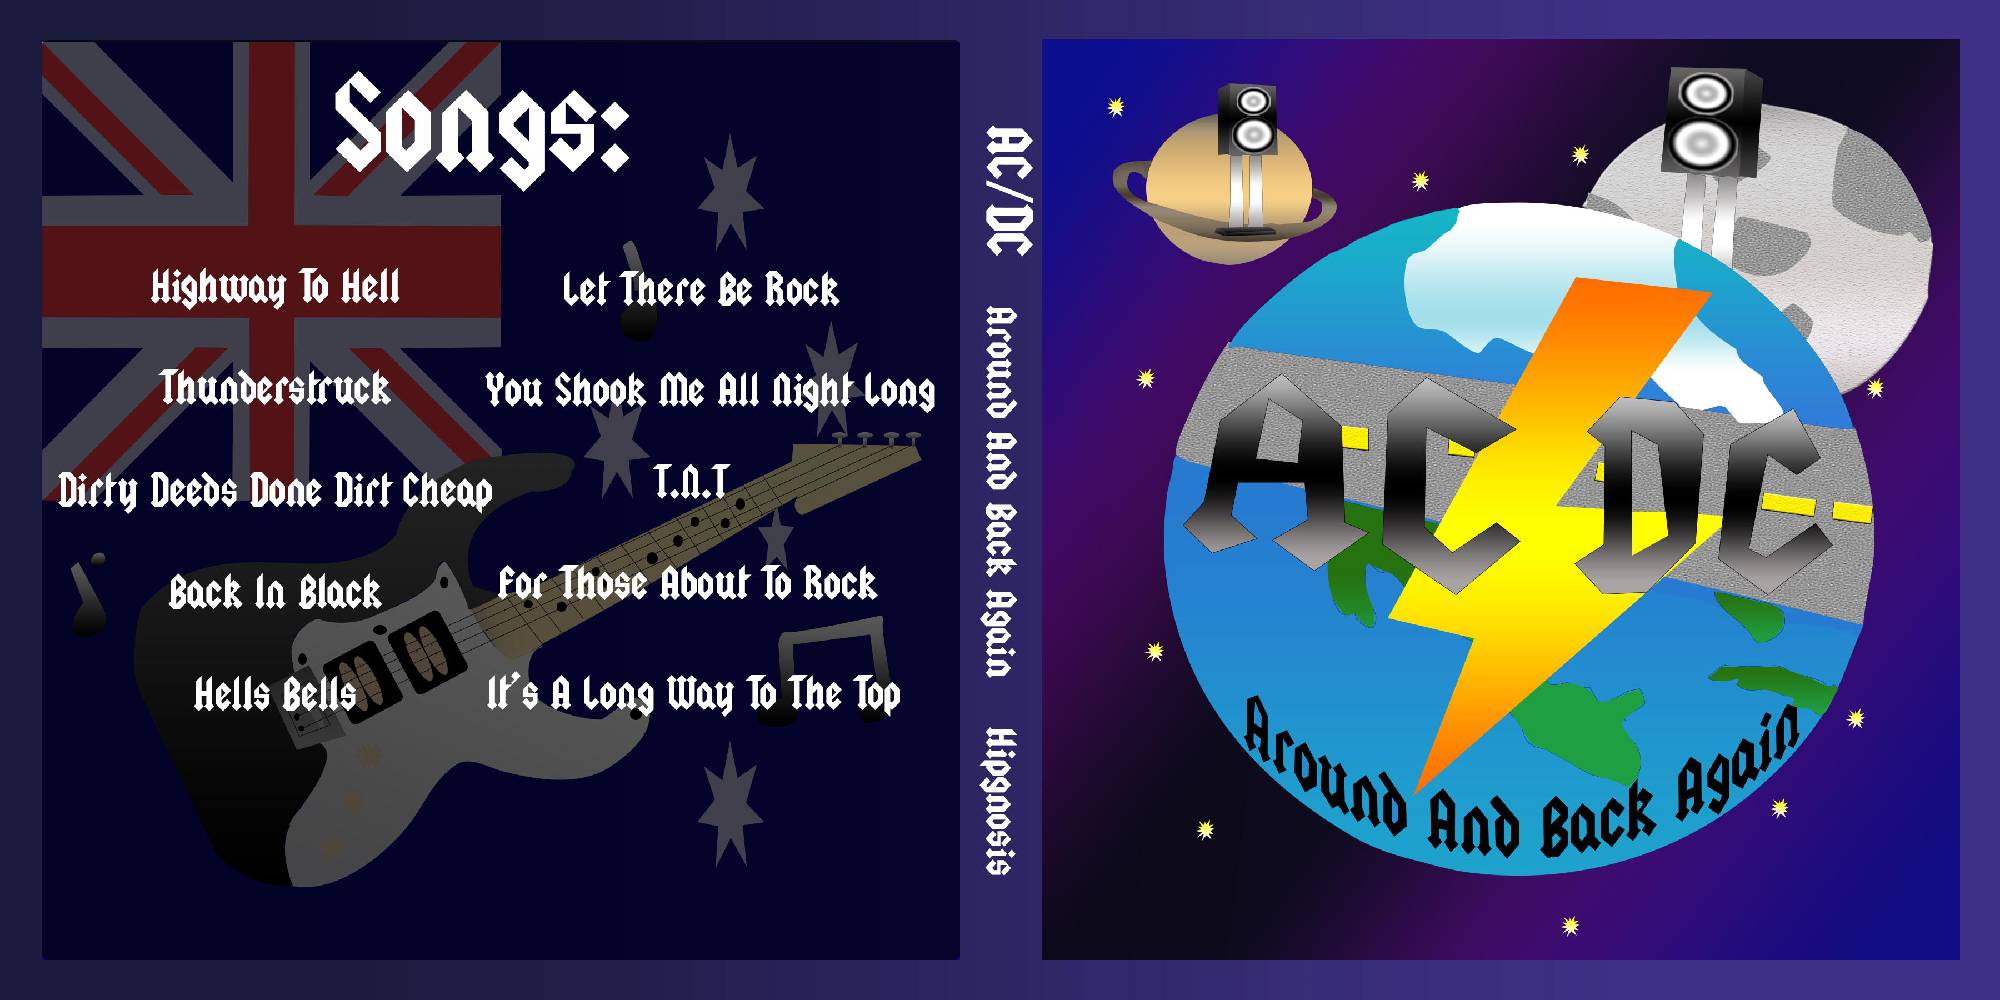 Songs:
Highway To Hell
Let There Be Rock
Thunderstruck
You Shook Me All Night Long
Dirty Deeds Done Dirt Cheap
T.N.T
Back In Black
For Those About To Rock
Hells Bells
It's A Long Way To The Top
AC/DC Around And Back Again Hipgnosis
AC DC
Around And Back Again